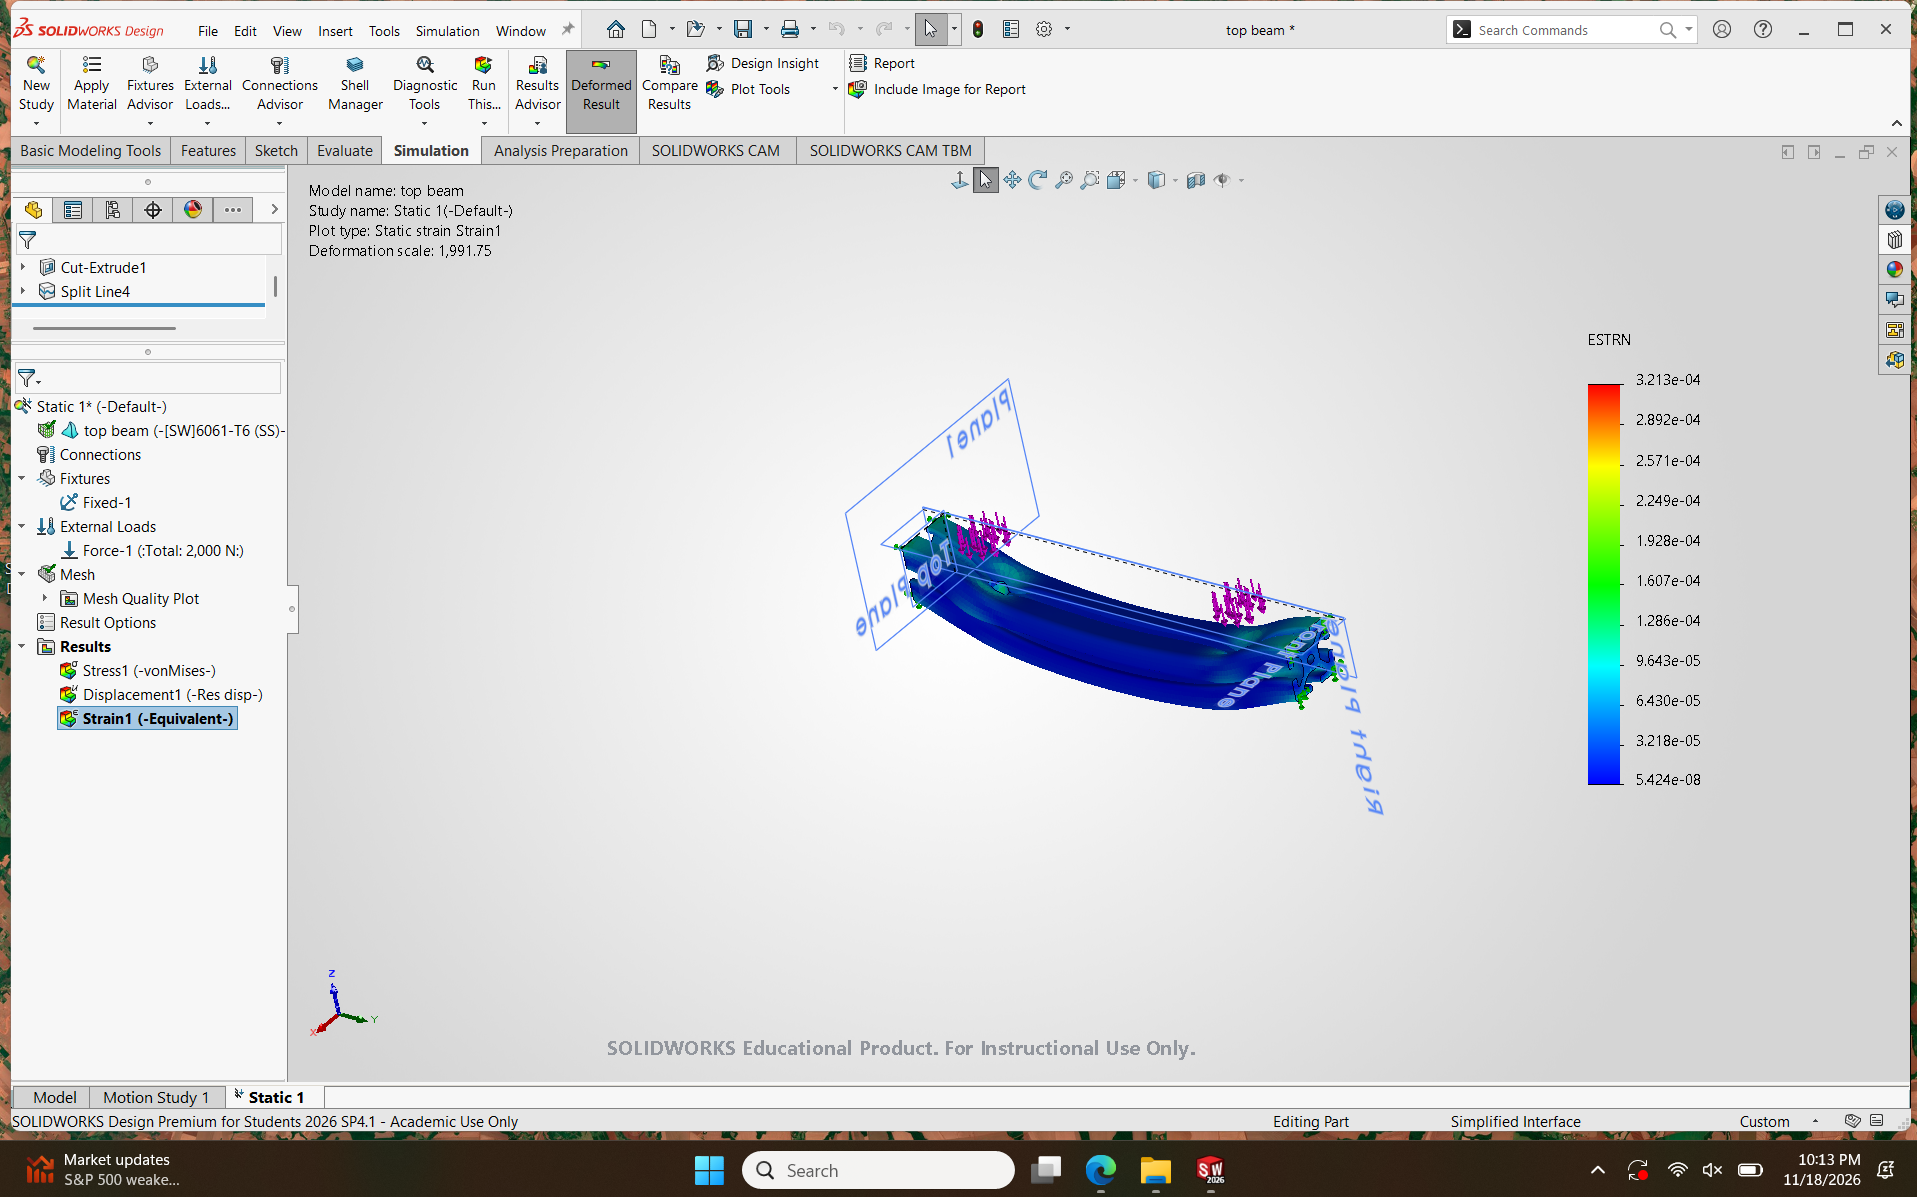 SOLIDWORKS Design
File Edit View Insert Tools Simulation Window
top beam *
Search Commands
New Study
Apply Material
Fixtures Advisor
External Loads...
Connections Advisor
Shell Manager
Diagnostic Tools
Run This...
Results Advisor
Deformed Result
Compare Results
Design Insight
Plot Tools
Report
Include Image for Report
Basic Modeling Tools Features Sketch Evaluate Simulation Analysis Preparation SOLIDWORKS CAM SOLIDWORKS CAM TBM
Model name: top beam
Study name: Static 1(-Default-)
Plot type: Static strain Strain1
Deformation scale: 1,991.75
Cut-Extrude1
Split Line4
Static 1* (-Default-)
top beam (-[SW]6061-T6 (SS)-
Connections
Fixtures
Fixed-1
External Loads
Force-1 (:Total: 2,000 N:)
Mesh
Mesh Quality Plot
Result Options
Results
Stress1 (-vonMises-)
Displacement1 (-Res disp-)
Strain1 (-Equivalent-)
Plane1
Top Plane
Front Plane
Right Plane
ESTRN
3.213e-04
2.892e-04
2.571e-04
2.249e-04
1.928e-04
1.607e-04
1.286e-04
9.643e-05
6.430e-05
3.218e-05
5.424e-08
Z
X
Y
SOLIDWORKS Educational Product. For Instructional Use Only.
Model Motion Study 1 Static 1
SOLIDWORKS Design Premium for Students 2026 SP4.1 - Academic Use Only
Editing Part
Simplified Interface
Custom
Market updates
S&P 500 weake...
Search
SW
2026
10:13 PM
11/18/2026